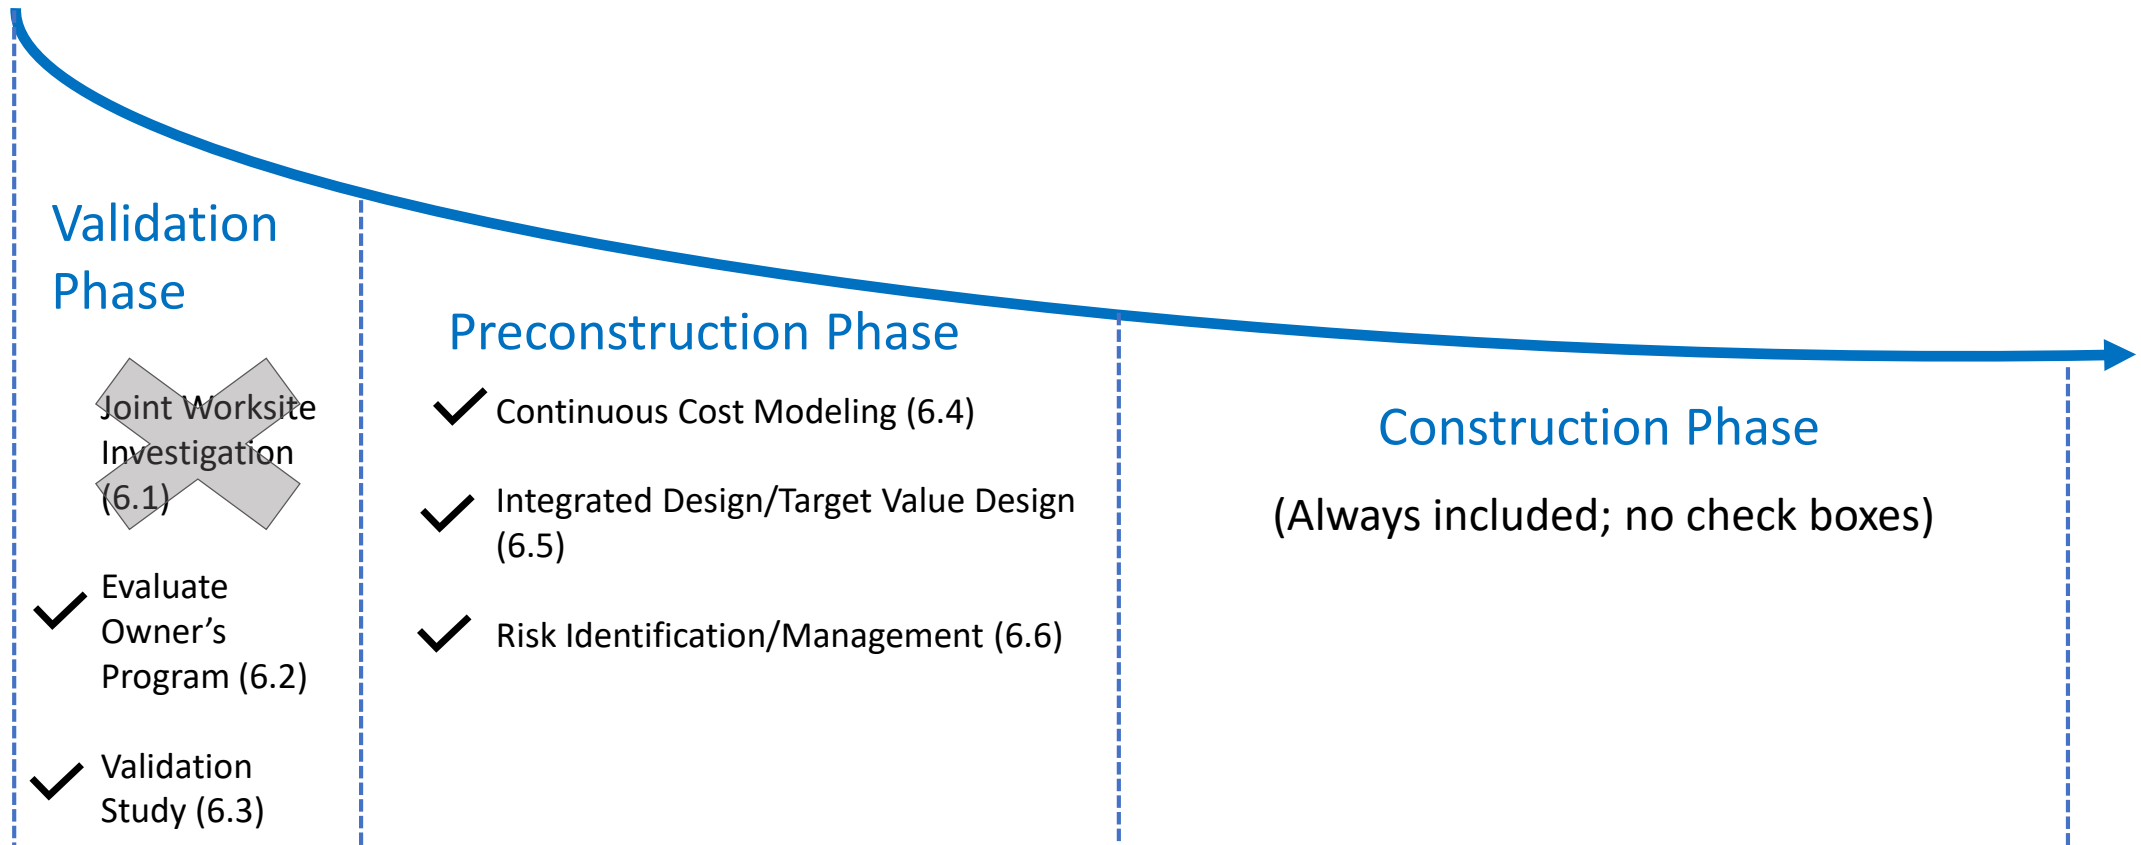 Validation
Phase
Joint Worksite
Investigation
(6.1)
Evaluate
Owner’s
Program (6.2)
Validation
Study (6.3)
Preconstruction Phase
Continuous Cost Modeling (6.4)
Integrated Design/Target Value Design
(6.5)
Risk Identification/Management (6.6)
Construction Phase
(Always included; no check boxes)